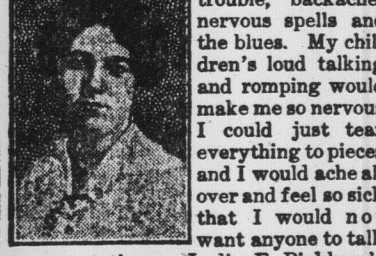 trouble, backache,
nervous spells and
the blues. My chil
dren's loud talking
and romping would
make me so nervous
I could just tear
everything to pieces
and I would ache all
over and feel so sick
that I would not
want anyone to talk